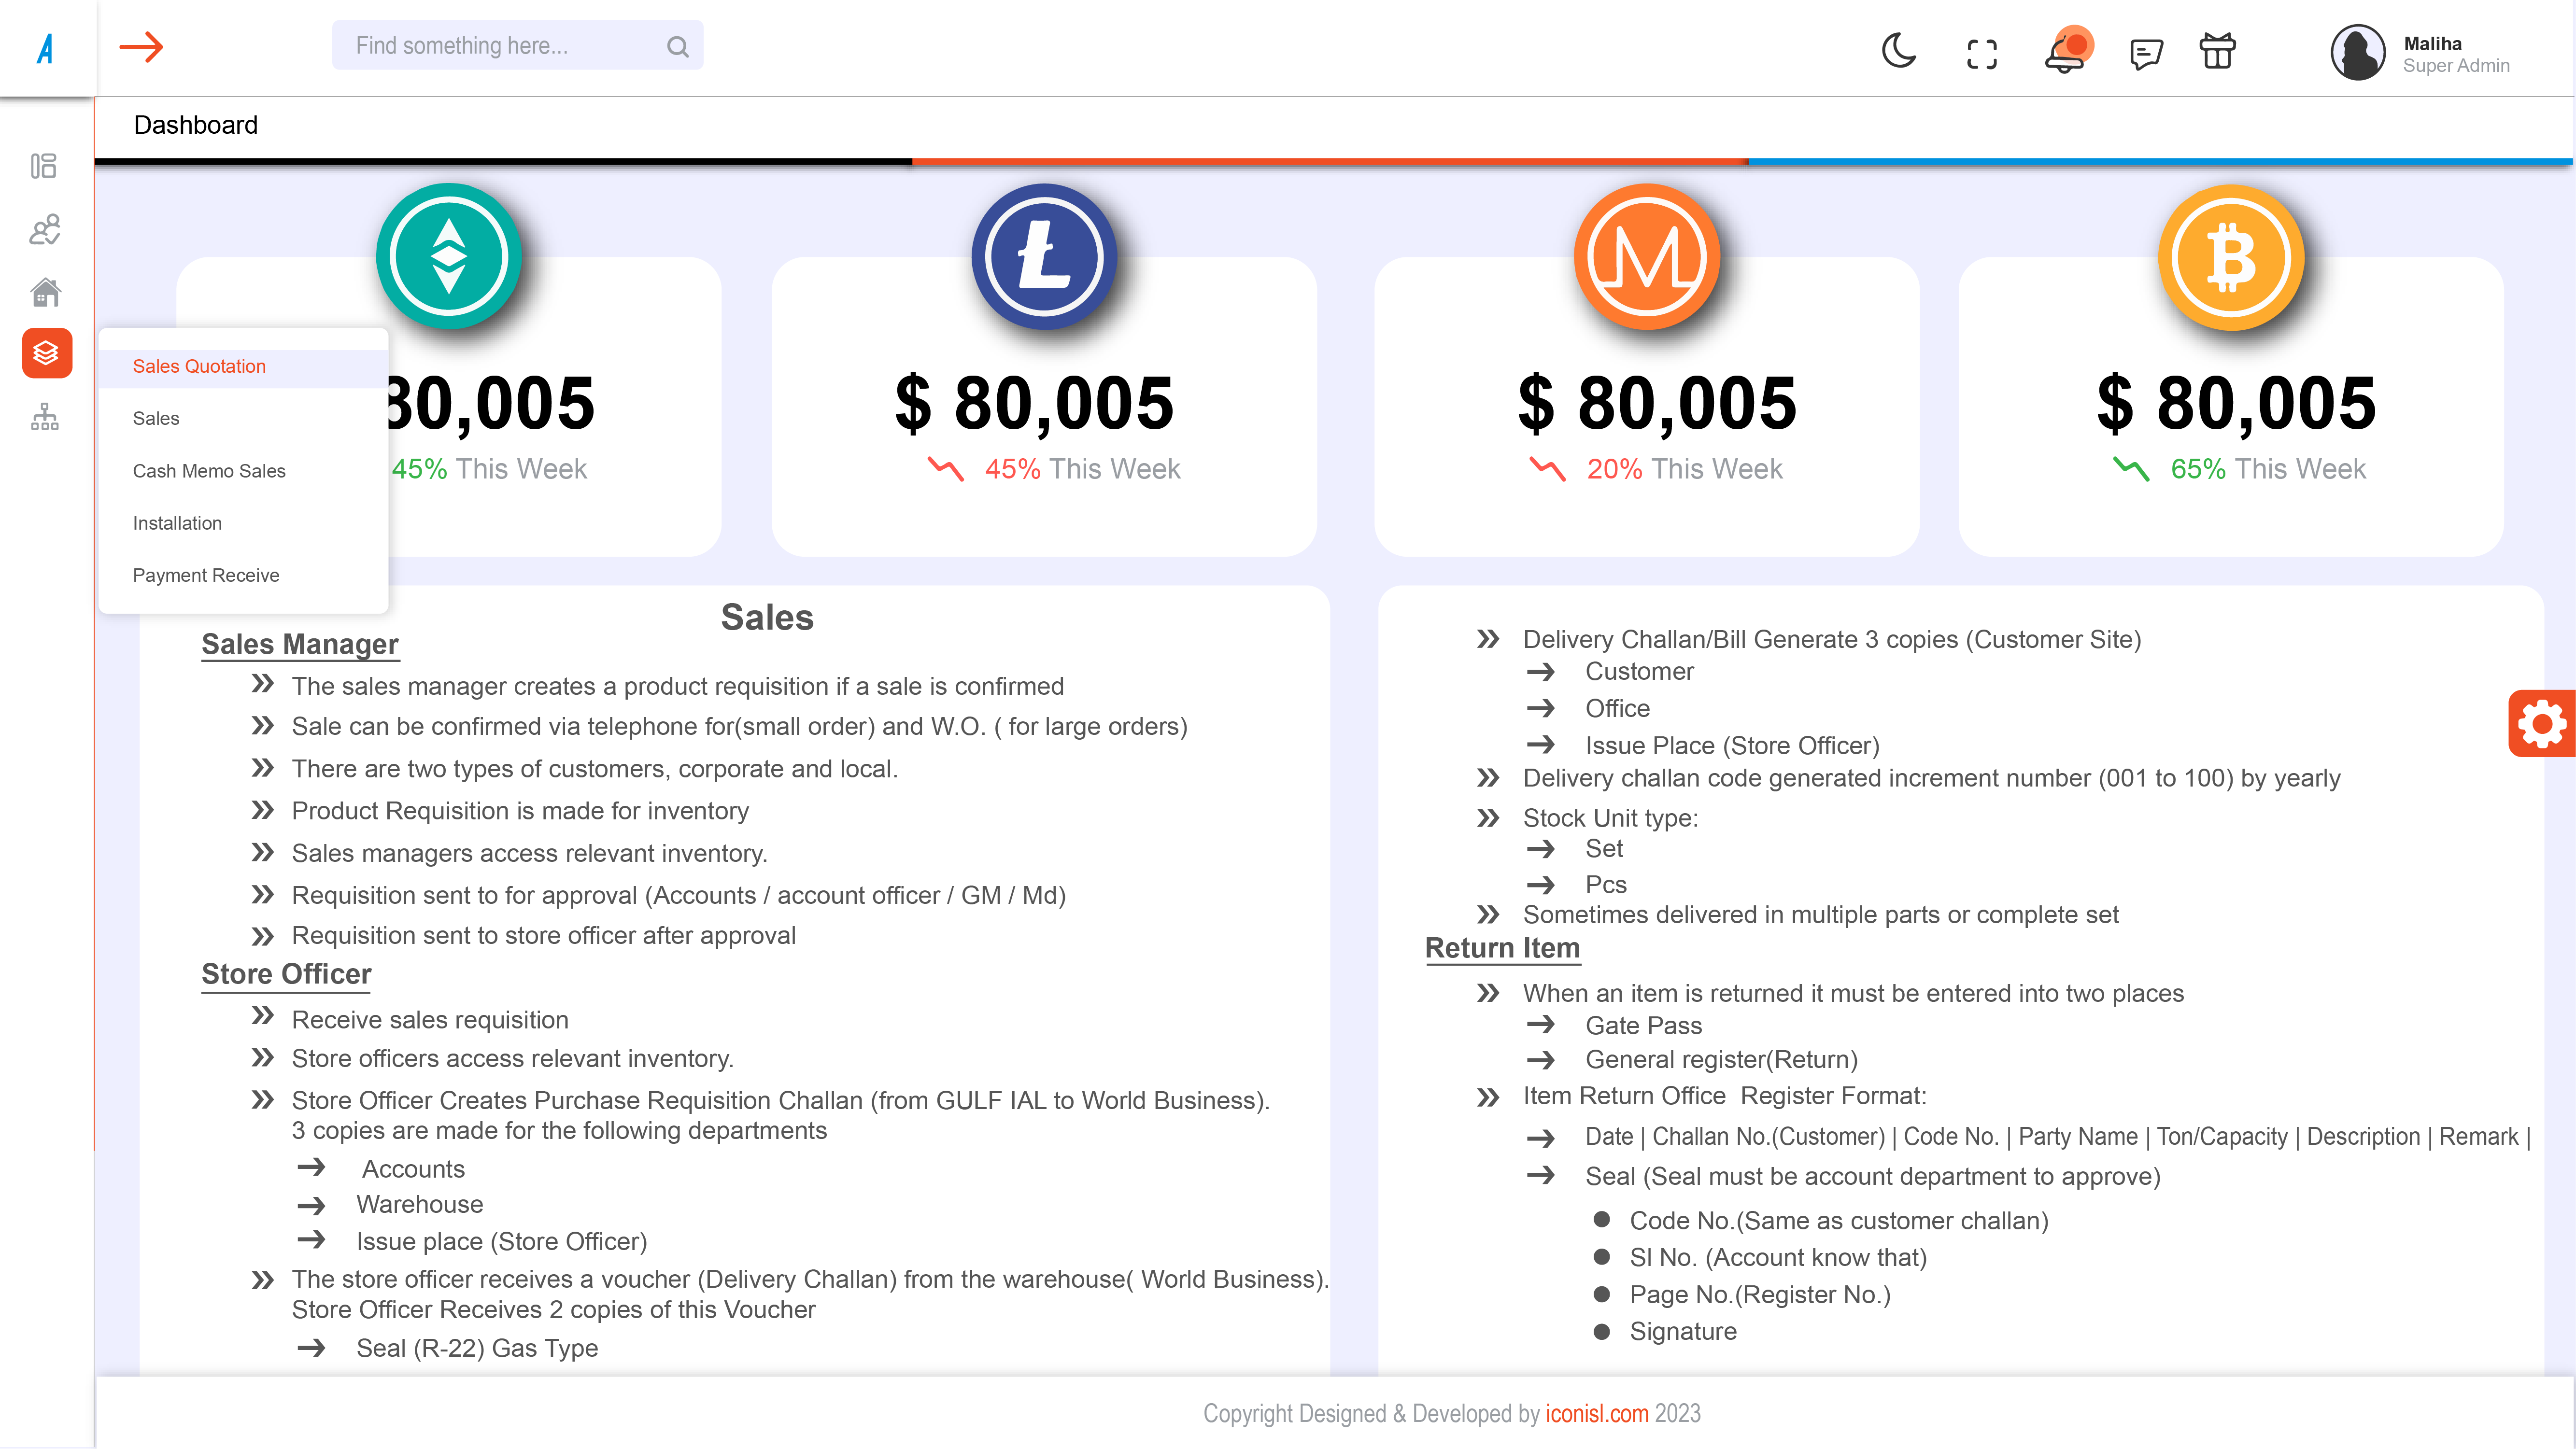 A
Find something here...
Maliha
Super Admin
Dashboard
Sales Quotation
Sales
Cash Memo Sales
Installation
Payment Receive
80,005
45% This Week
$ 80,005
45% This Week
$ 80,005
20% This Week
$ 80,005
65% This Week
Sales
Sales Manager
The sales manager creates a product requisition if a sale is confirmed
Sale can be confirmed via telephone for(small order) and W.O. ( for large orders)
There are two types of customers, corporate and local.
Product Requisition is made for inventory
Sales managers access relevant inventory.
Requisition sent to for approval (Accounts / account officer / GM / Md)
Requisition sent to store officer after approval
Store Officer
Receive sales requisition
Store officers access relevant inventory.
Store Officer Creates Purchase Requisition Challan (from GULF IAL to World Business).
3 copies are made for the following departments
Accounts
Warehouse
Issue place (Store Officer)
The store officer receives a voucher (Delivery Challan) from the warehouse( World Business).
Store Officer Receives 2 copies of this Voucher
Seal (R-22) Gas Type
Delivery Challan/Bill Generate 3 copies (Customer Site)
Customer
Office
Issue Place (Store Officer)
Delivery challan code generated increment number (001 to 100) by yearly
Stock Unit type:
Set
Pcs
Sometimes delivered in multiple parts or complete set
Return Item
When an item is returned it must be entered into two places
Gate Pass
General register(Return)
Item Return Office  Register Format:
Date | Challan No.(Customer) | Code No. | Party Name | Ton/Capacity | Description | Remark |
Seal (Seal must be account department to approve)
Code No.(Same as customer challan)
Sl No. (Account know that)
Page No.(Register No.)
Signature
Copyright Designed & Developed by iconisl.com 2023